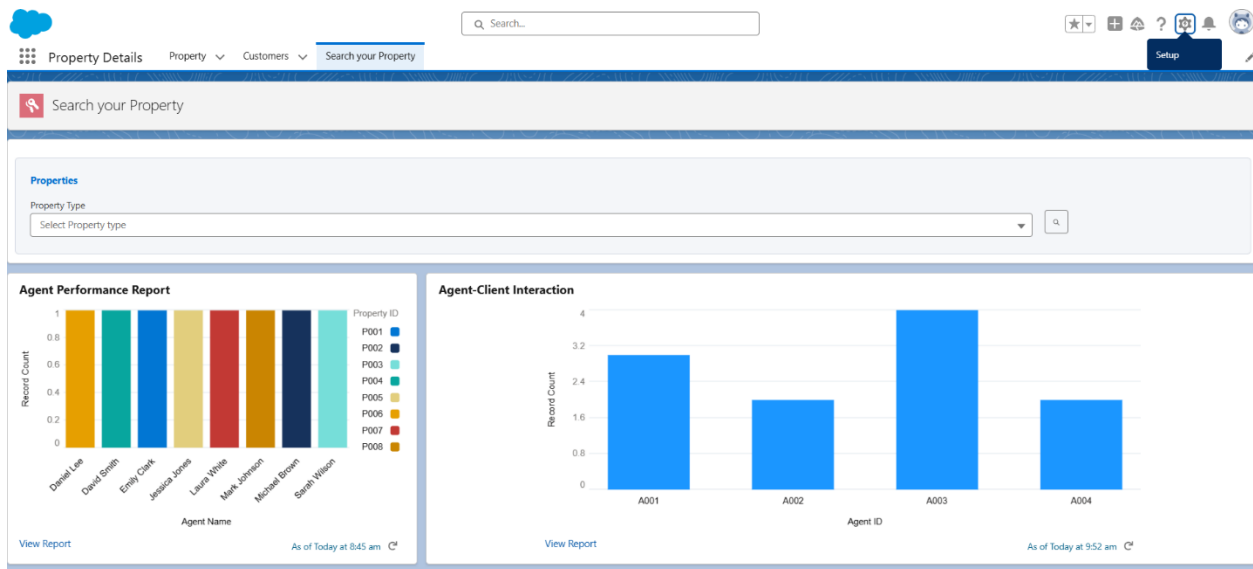 Search...
Property Details Property Customers Search your Property
Setup
Search your Property
Properties
Property Type
Select Property type
Agent Performance Report
Record Count
1
0.8
0.6
0.4
0.2
0
Daniel Lee
David Smith
Emily Clark
Jessica Jones
Laura White
Mark Johnson
Michael Brown
Sarah Wilson
Agent Name
Property ID
P001
P002
P003
P004
P005
P006
P007
P008
View Report As of Today at 8:45 am
Agent-Client Interaction
Record Count
4
3.2
2.4
1.6
0.8
0
A001 A002 A003 A004
Agent ID
View Report As of Today at 9:52 am